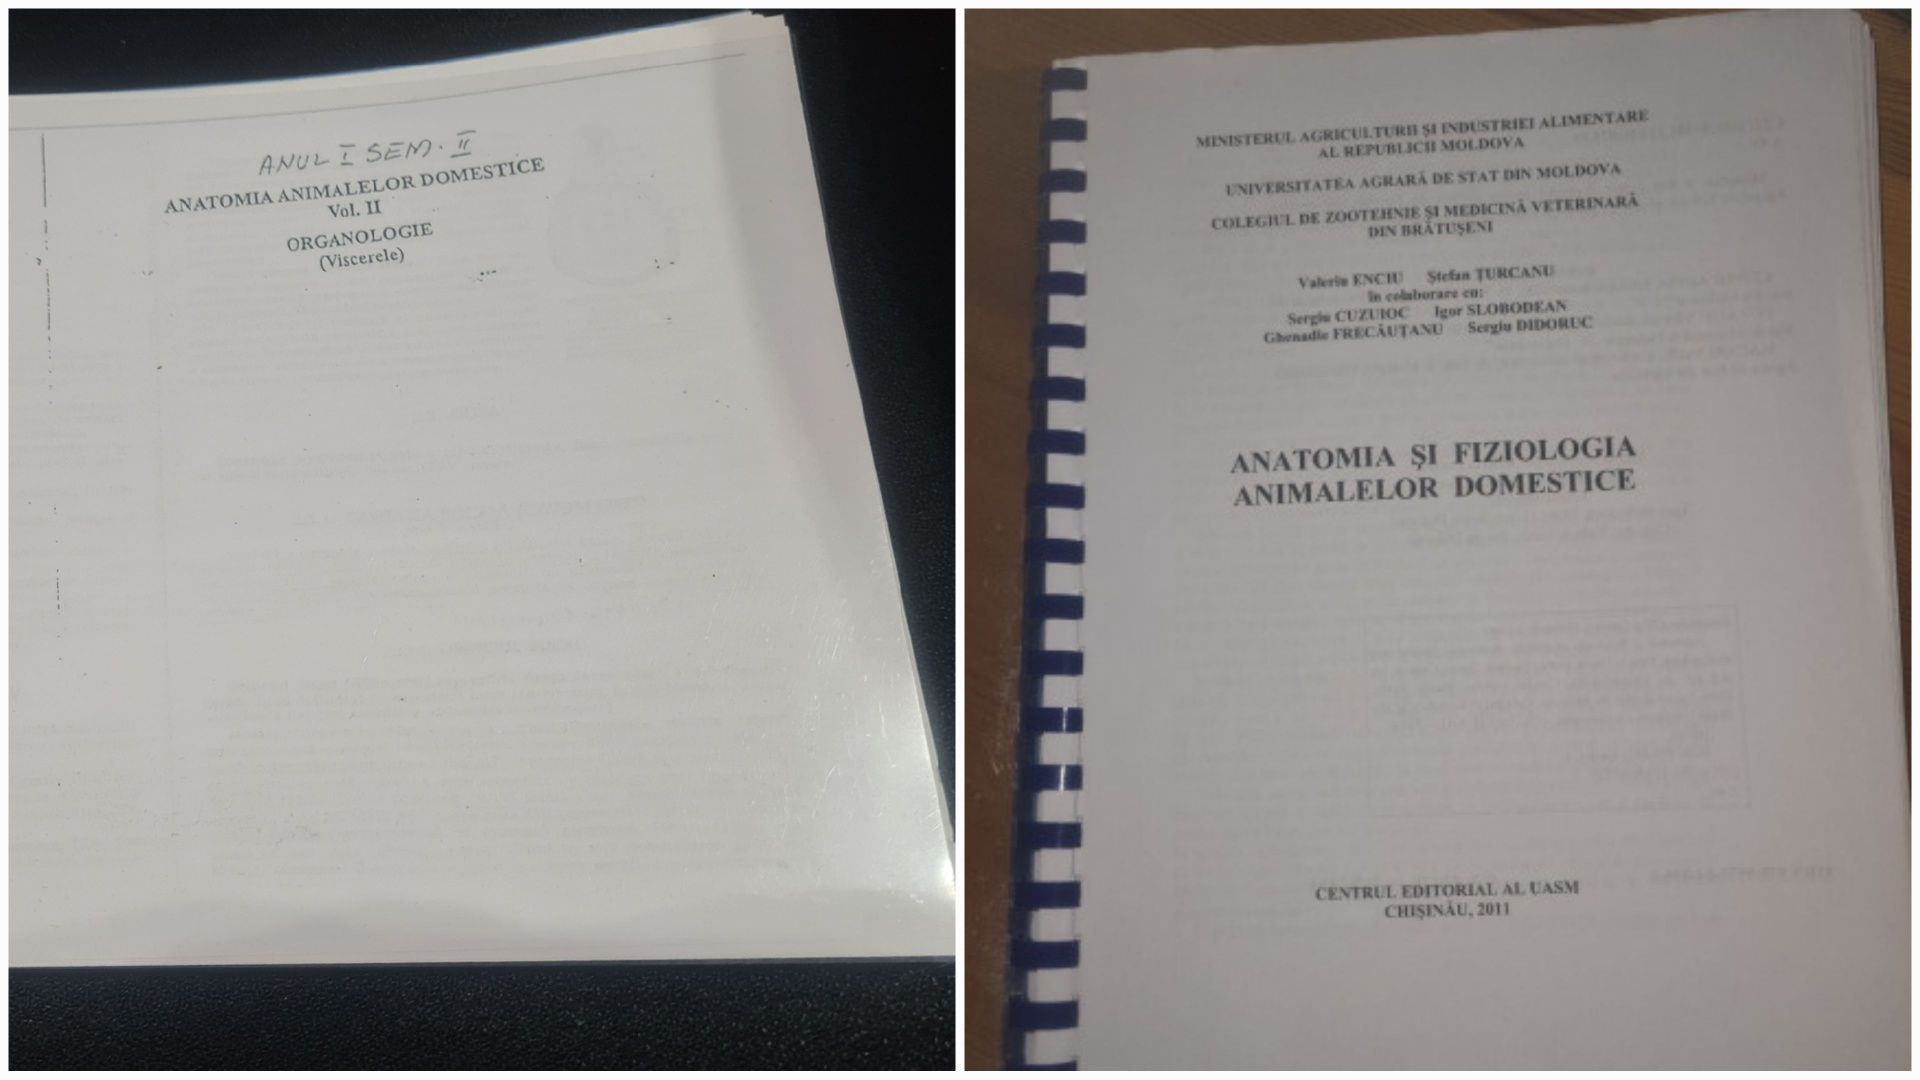 ANUL I SEM. II
ANATOMIA ANIMALELOR DOMESTICE
Vol. II
ORGANOLOGIE
(Viscerele)
MINISTERUL AGRICULTURII ŞI INDUSTRIEI ALIMENTARE
AL REPUBLICII MOLDOVA
UNIVERSITATEA AGRARĂ DE STAT DIN MOLDOVA
COLEGIUL DE ZOOTEHNIE ŞI MEDICINĂ VETERINARĂ
DIN BRĂTUŞENI
Valeriu ENCIU Ştefan ŢURCANU
în colaborare cu:
Sergiu CUZUIOC Igor SLOBODEAN
Ghenadie FRECĂUŢANU Sergiu DIDORUC
ANATOMIA ŞI FIZIOLOGIA
ANIMALELOR DOMESTICE
CENTRUL EDITORIAL AL UASM
CHIŞINĂU, 2011